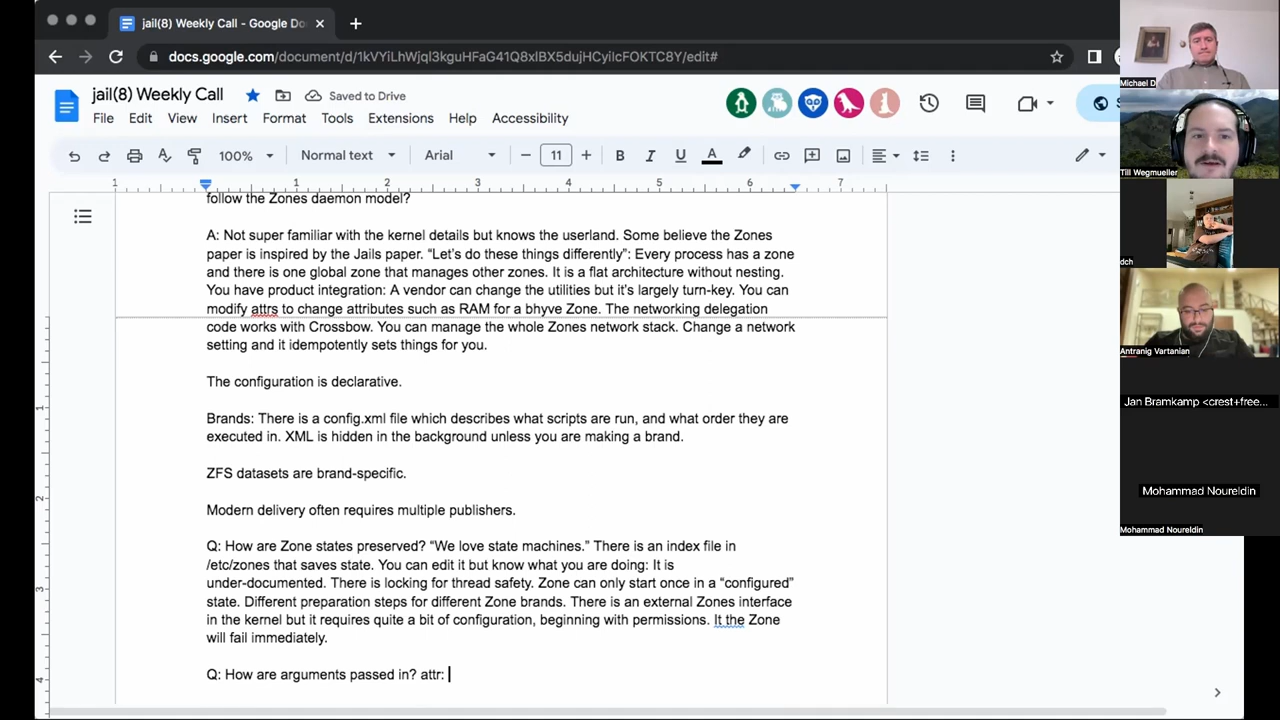 jail(8) Weekly Call - Google Do
docs.google.com/document/d/1kVYiLhWjql3kguHFaG41Q8xIBX5dujHCyiIcFOKTC8Y/edit#
jail(8) Weekly Call
Saved to Drive
File Edit View Insert Format Tools Extensions Help Accessibility
100% Normal text Arial 11 B I U A
1 1 2 3 4 5 6 7
follow the Zones daemon model?
A: Not super familiar with the kernel details but knows the userland. Some believe the Zones
paper is inspired by the Jails paper. “Let’s do these things differently”: Every process has a zone
and there is one global zone that manages other zones. It is a flat architecture without nesting.
You have product integration: A vendor can change the utilities but it’s largely turn-key. You can
modify attrs to change attributes such as RAM for a bhyve Zone. The networking delegation
code works with Crossbow. You can manage the whole Zones network stack. Change a network
setting and it idempotently sets things for you.
The configuration is declarative.
Brands: There is a config.xml file which describes what scripts are run, and what order they are
executed in. XML is hidden in the background unless you are making a brand.
ZFS datasets are brand-specific.
Modern delivery often requires multiple publishers.
Q: How are Zone states preserved? “We love state machines.” There is an index file in
/etc/zones that saves state. You can edit it but know what you are doing: It is
under-documented. There is locking for thread safety. Zone can only start once in a “configured”
state. Different preparation steps for different Zone brands. There is an external Zones interface
in the kernel but it requires quite a bit of configuration, beginning with permissions. It the Zone
will fail immediately.
Q: How are arguments passed in? attr:
1
2
3
4
Michael D
Till Wegmueller
dch
Antranig Vartanian
Jan Bramkamp <crest+free...
Mohammad Noureldin
Mohammad Noureldin